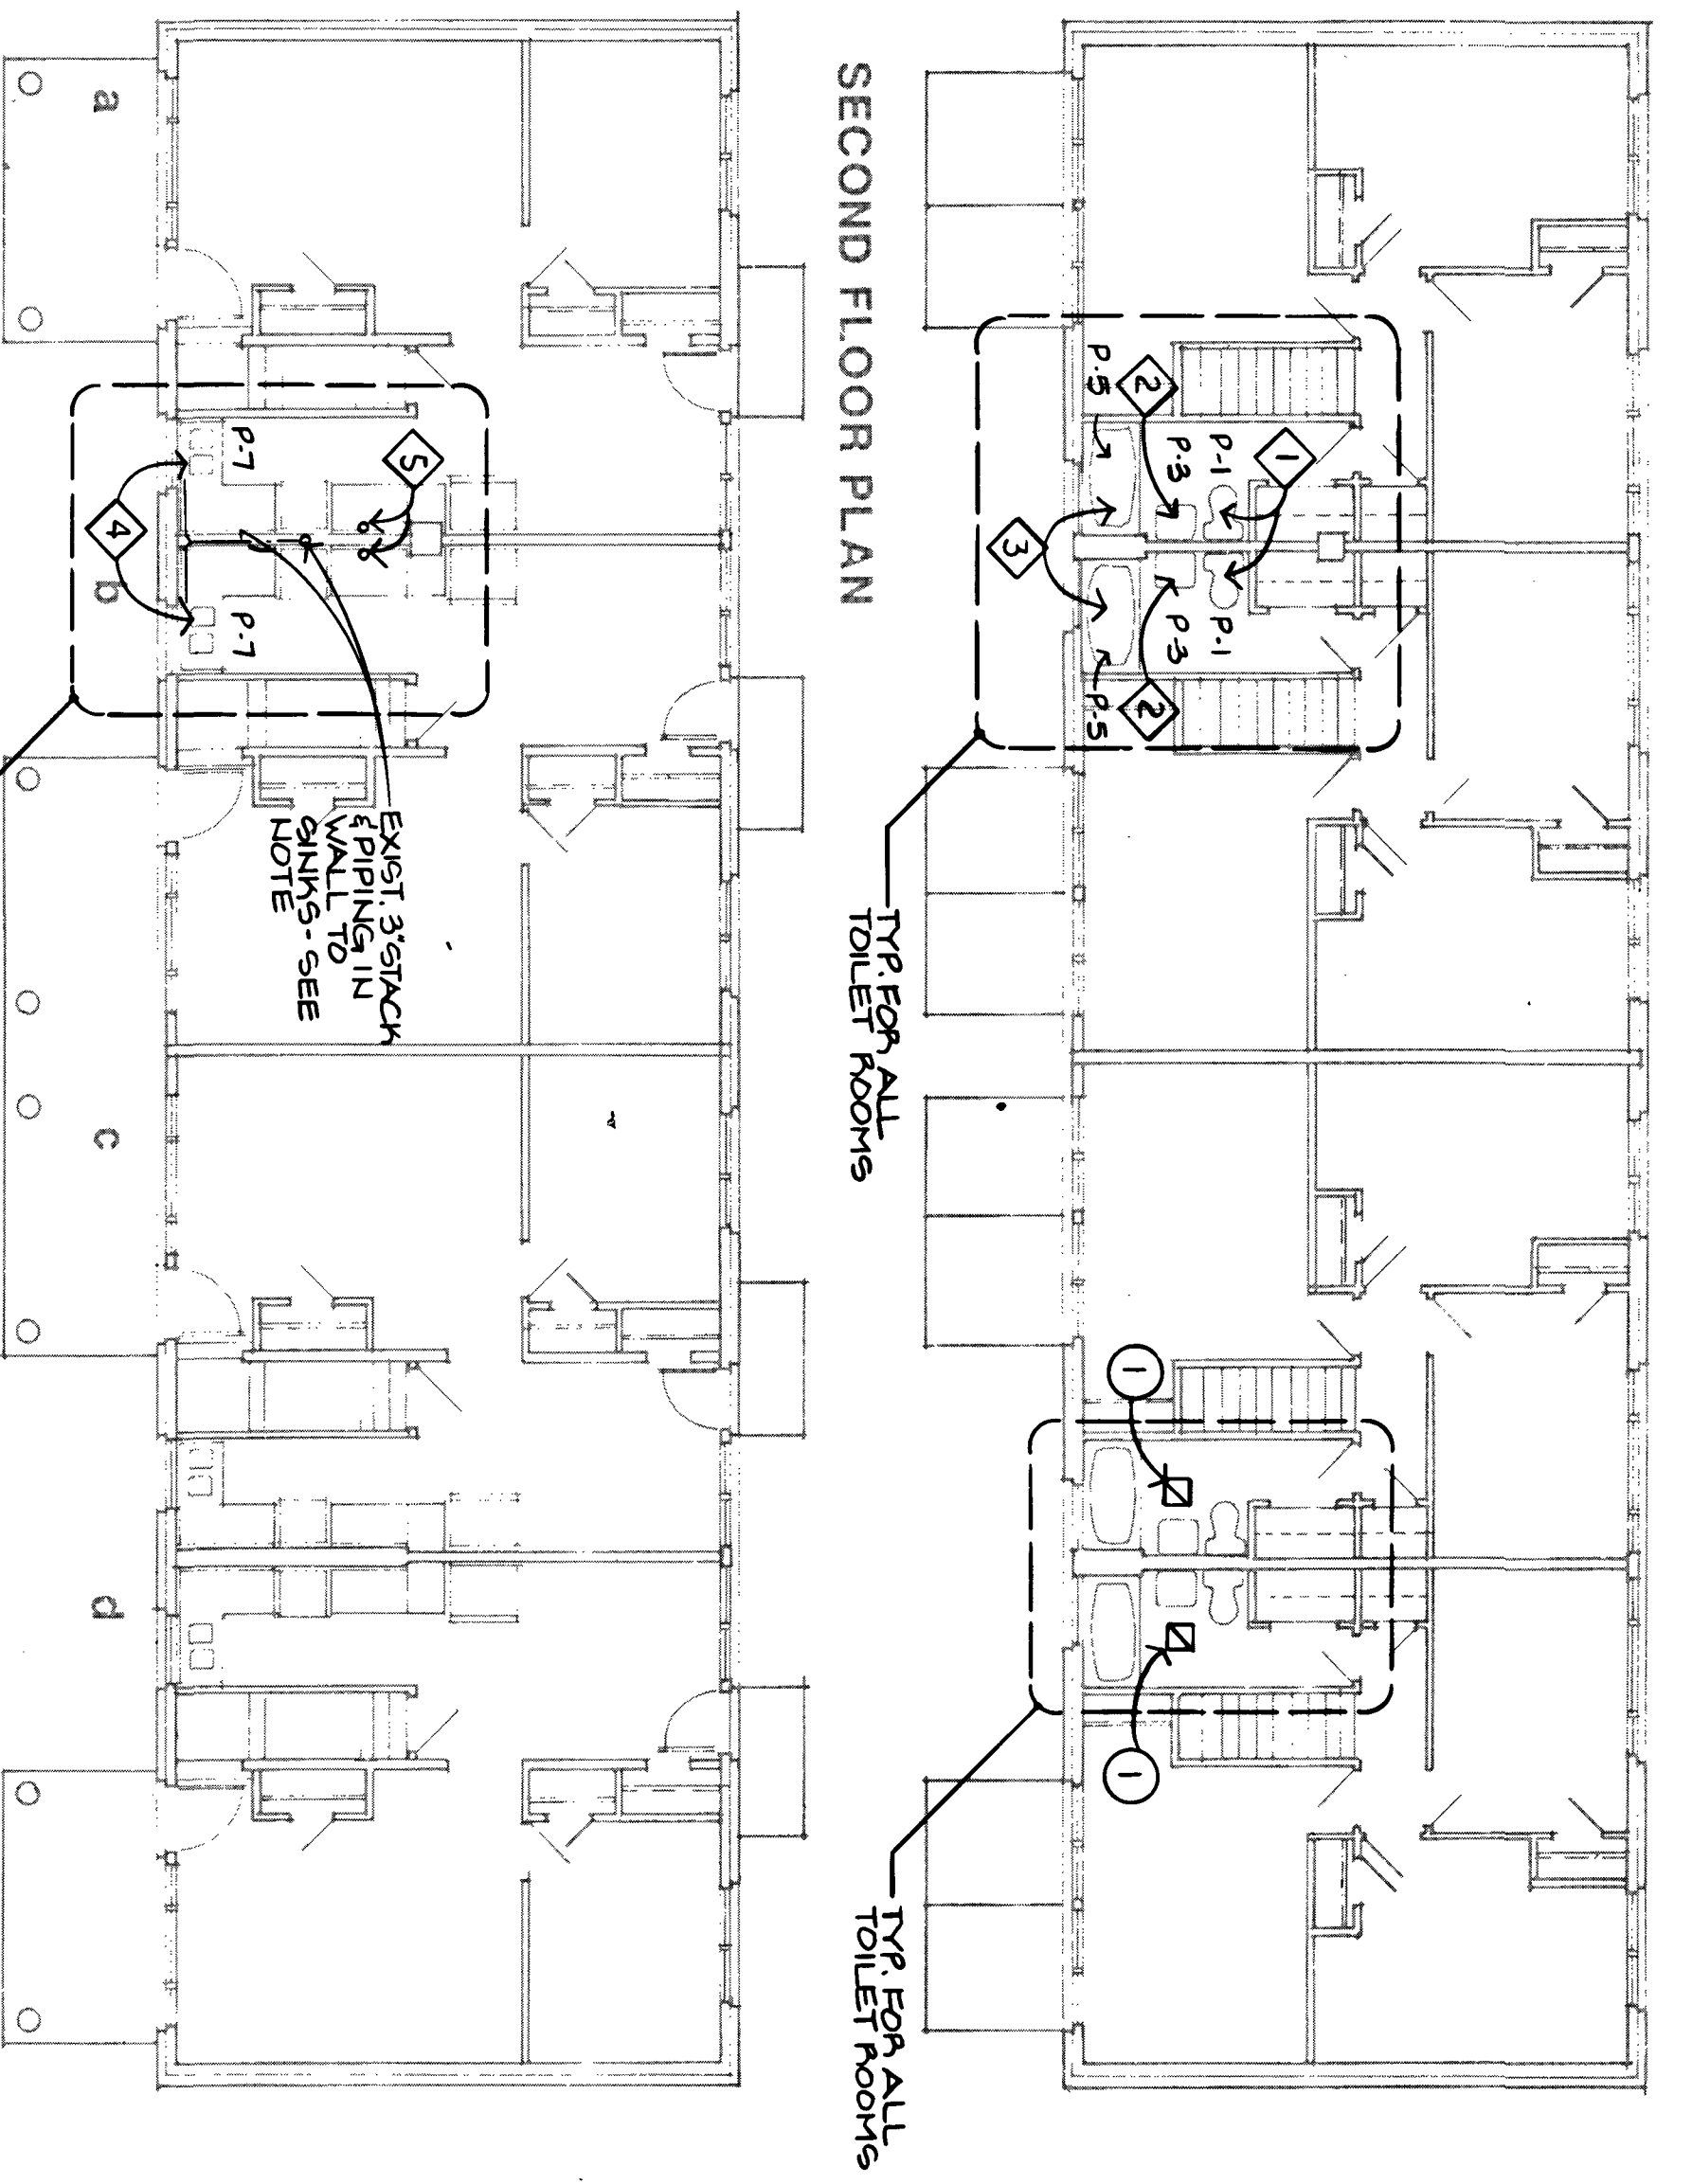 P-5
2
P-3
P-1
1
3
P-3
P-1
P-5
2
TYP. FOR ALL
TOILET ROOMS
1
1
TYP. FOR ALL
TOILET ROOMS
SECOND FLOOR PLAN
P-7
5
4
P-7
EXIST. 3" STACK
& PIPING IN
WALL TO
SINKS - SEE
NOTE
a
b
c
d